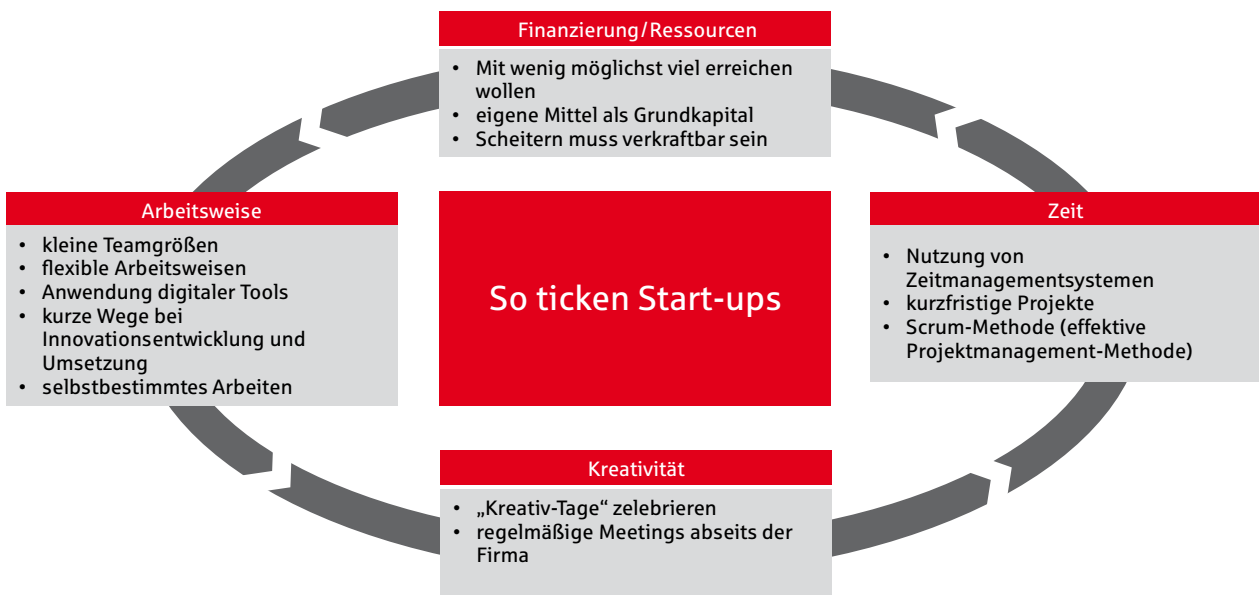 Finanzierung/Ressourcen
• Mit wenig möglichst viel erreichen
wollen
• eigene Mittel als Grundkapital
• Scheitern muss verkraftbar sein
Arbeitsweise
• kleine Teamgrößen
• flexible Arbeitsweisen
• Anwendung digitaler Tools
• kurze Wege bei
Innovationsentwicklung und
Umsetzung
• selbstbestimmtes Arbeiten
So ticken Start-ups
Zeit
• Nutzung von
Zeitmanagementsystemen
• kurzfristige Projekte
• Scrum-Methode (effektive
Projektmanagement-Methode)
Kreativität
• „Kreativ-Tage“ zelebrieren
• regelmäßige Meetings abseits der
Firma